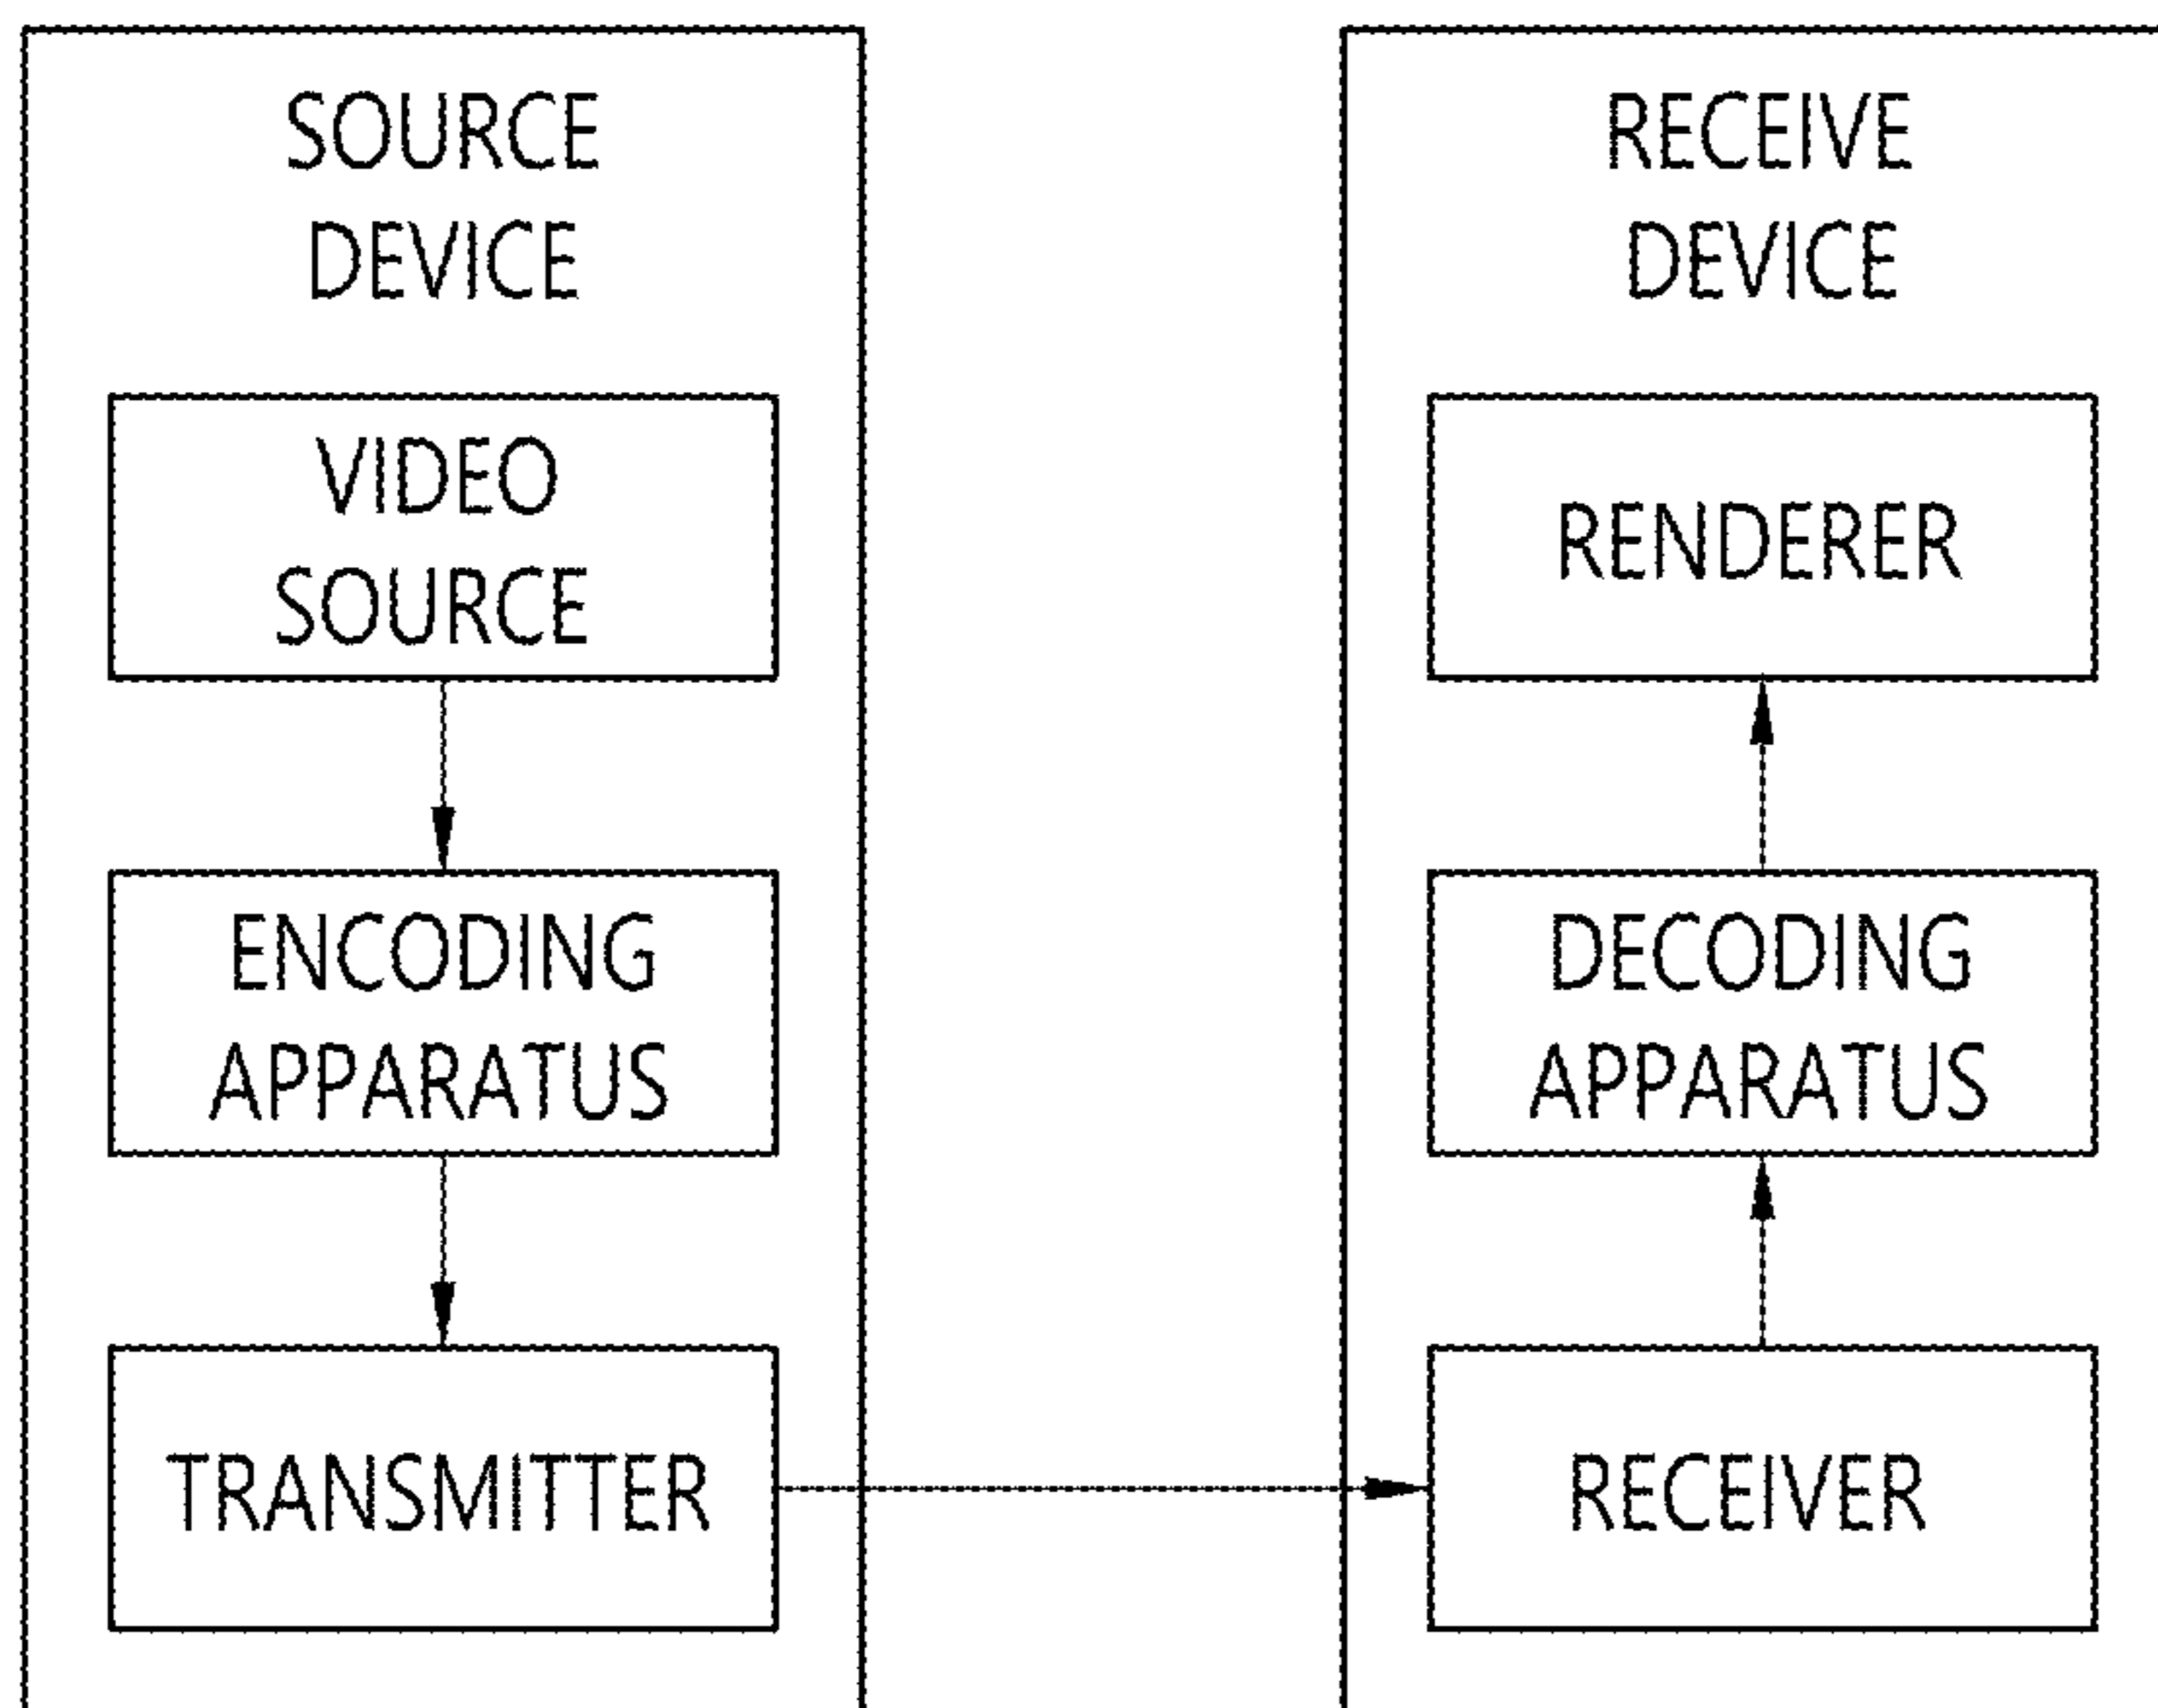 SOURCE
DEVICE
VIDEO
SOURCE
ENCODING
APPARATUS
TRANSMITTER
RECEIVE
DEVICE
RENDERER
DECODING
APPARATUS
RECEIVER